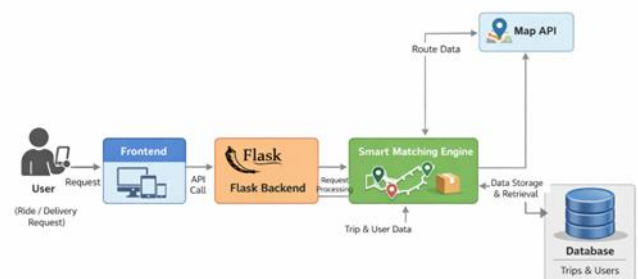 Map API
Route Data
Frontend
Flask
Flask Backend
Smart Matching Engine
User
Request
(Ride / Delivery
Request)
API
Call
Request
Processing
Data Storage
& Retrieval
Trip & User Data
Database
Trips & Users